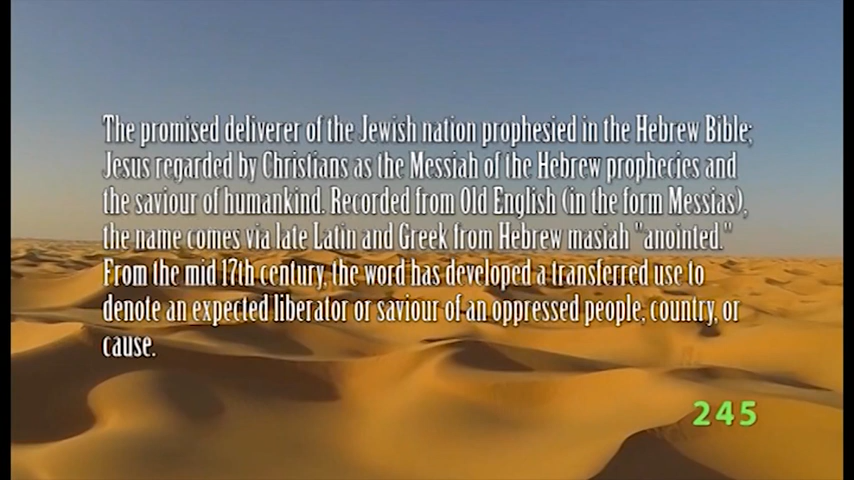 The promised deliverer of the Jewish nation prophesied in the Hebrew Bible;
Jesus regarded by Christians as the Messiah of the Hebrew prophecies and
the saviour of humankind. Recorded from Old English (in the form Messias),
the name comes via late Latin and Greek from Hebrew masiah "anointed."
From the mid 17th century, the word has developed a transferred use to
denote an expected liberator or saviour of an oppressed people, country, or
cause.
245